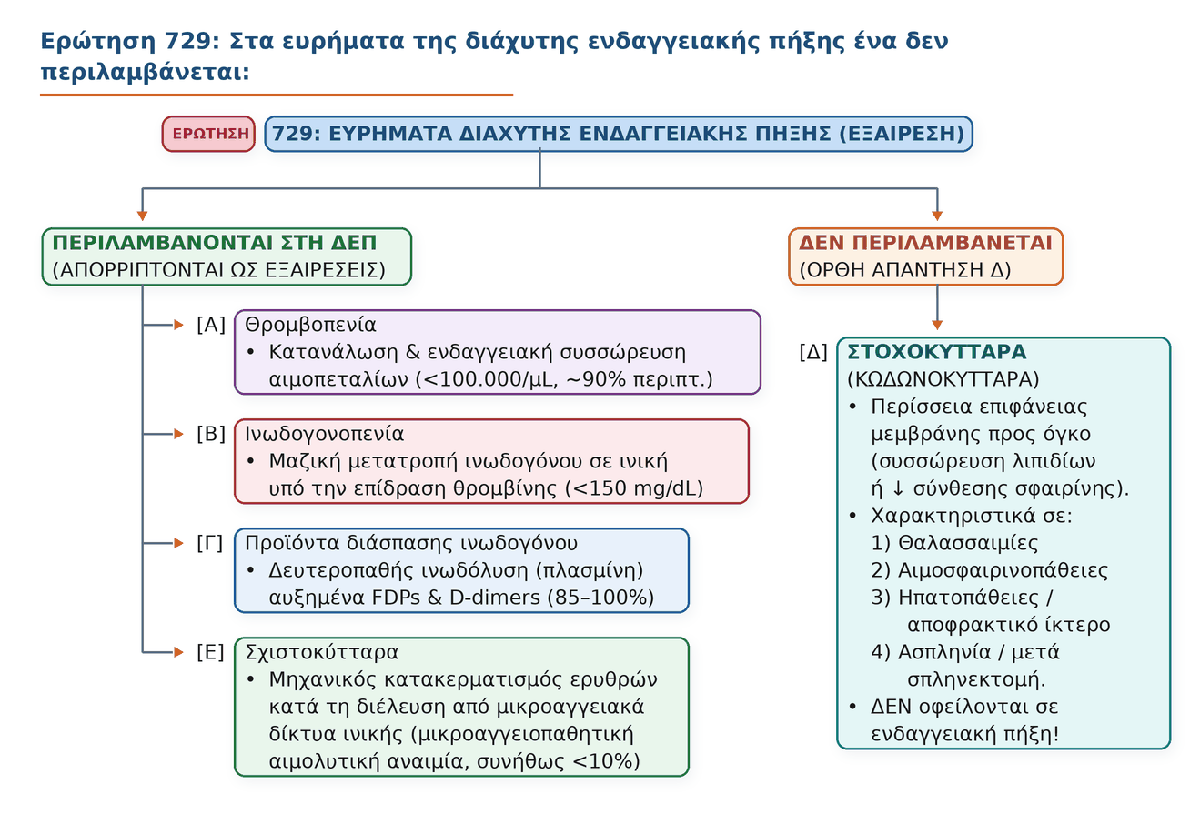 Ερώτηση 729: Στα ευρήματα της διάχυτης ενδαγγειακής πήξης ένα δεν
περιλαμβάνεται:
ΕΡΩΤΗΣΗ
729: ΕΥΡΗΜΑΤΑ ΔΙΑΧΥΤΗΣ ΕΝΔΑΓΓΕΙΑΚΗΣ ΠΗΞΗΣ (ΕΞΑΙΡΕΣΗ)
ΠΕΡΙΛΑΜΒΑΝΟΝΤΑΙ ΣΤΗ ΔΕΠ
(ΑΠΟΡΡΙΠΤΟΝΤΑΙ ΩΣ ΕΞΑΙΡΕΣΕΙΣ)
[Α] Θρομβοπενία
• Κατανάλωση & ενδαγγειακή συσσώρευση
αιμοπεταλίων (<100.000/μL, ~90% περιπτ.)
[Β] Ινωδογονοπενία
• Μαζική μετατροπή ινωδογόνου σε ινική
υπό την επίδραση θρομβίνης (<150 mg/dL)
[Γ] Προϊόντα διάσπασης ινωδογόνου
• Δευτεροπαθής ινωδόλυση (πλασμίνη)
αυξημένα FDPs & D-dimers (85–100%)
[Ε] Σχιστοκύτταρα
• Μηχανικός κατακερματισμός ερυθρών
κατά τη διέλευση από μικροαγγειακά
δίκτυα ινικής (μικροαγγειοπαθητική
αιμολυτική αναιμία, συνήθως <10%)
ΔΕΝ ΠΕΡΙΛΑΜΒΑΝΕΤΑΙ
(ΟΡΘΗ ΑΠΑΝΤΗΣΗ Δ)
[Δ] ΣΤΟΧΟΚΥΤΤΑΡΑ
(ΚΩΔΩΝΟΚΥΤΤΑΡΑ)
• Περίσσεια επιφάνειας
μεμβράνης προς όγκο
(συσσώρευση λιπιδίων
ή ↓ σύνθεσης σφαιρίνης).
• Χαρακτηριστικά σε:
1) Θαλασσαιμίες
2) Αιμοσφαιρινοπάθειες
3) Ηπατοπάθειες /
αποφρακτικό ίκτερο
4) Ασπληνία / μετά
σπληνεκτομή.
• ΔΕΝ οφείλονται σε
ενδαγγειακή πήξη!